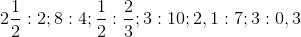 2\frac{1}{2} : 2; 8 : 4; \frac{1}{2} : \frac{2}{3}; 3 : 10; 2,1 : 7; 3 : 0,3